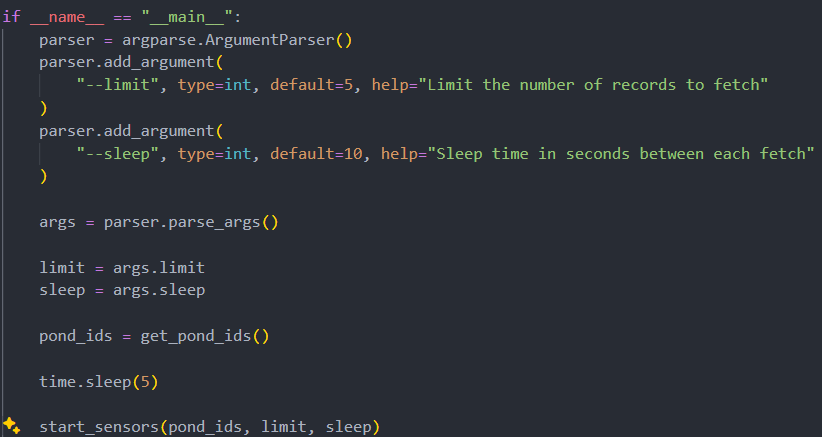 if __name__ == "__main__":
    parser = argparse.ArgumentParser()
    parser.add_argument(
        "--limit", type=int, default=5, help="Limit the number of records to fetch"
    )
    parser.add_argument(
        "--sleep", type=int, default=10, help="Sleep time in seconds between each fetch"
    )

    args = parser.parse_args()

    limit = args.limit
    sleep = args.sleep

    pond_ids = get_pond_ids()

    time.sleep(5)

    start_sensors(pond_ids, limit, sleep)